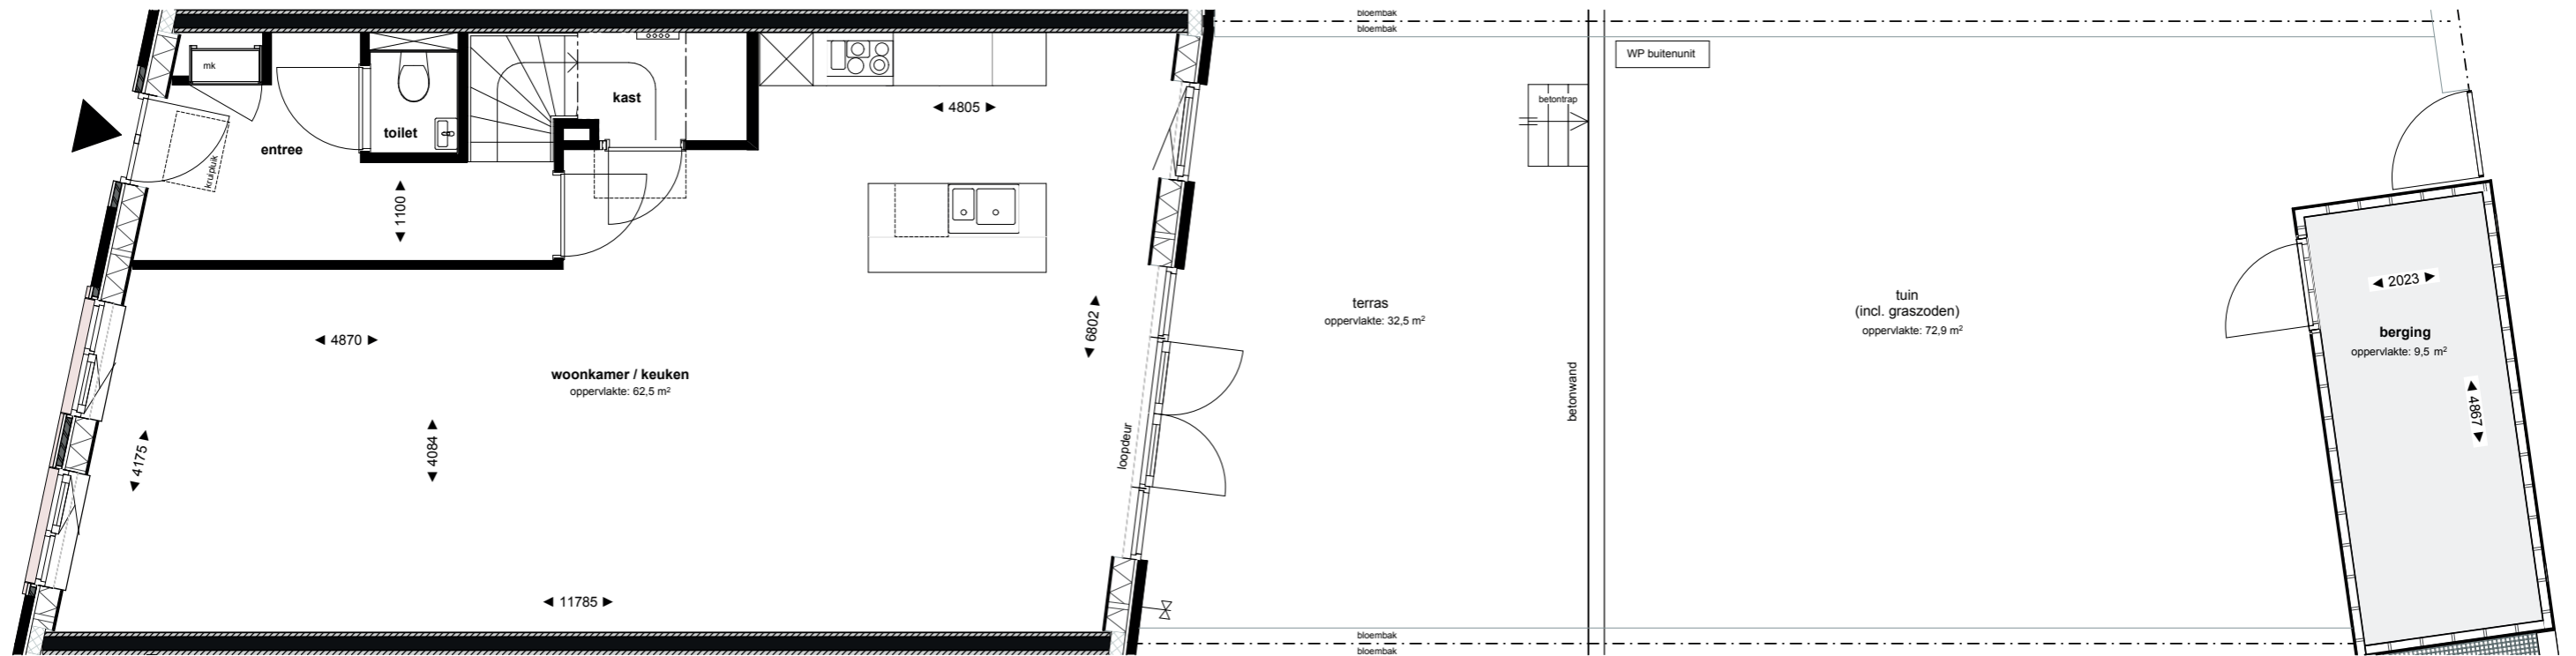 bloembak
bloembak
WP buitenunit
mk
kast
betontrap
◄ 4805 ►
toilet
entree
kruipluik
◄ 1100 ►
◄ 2023 ►
tuin
(incl. graszoden)
oppervlakte: 72,9 m²
terras
oppervlakte: 32,5 m²
◄ 6802 ►
◄ 4870 ►
berging
oppervlakte: 9,5 m²
woonkamer / keuken
oppervlakte: 62,5 m²
betonwand
◄ 4867 ►
loopdeur
◄ 4084 ►
◄ 4175 ►
◄ 11785 ►
bloembak
bloembak